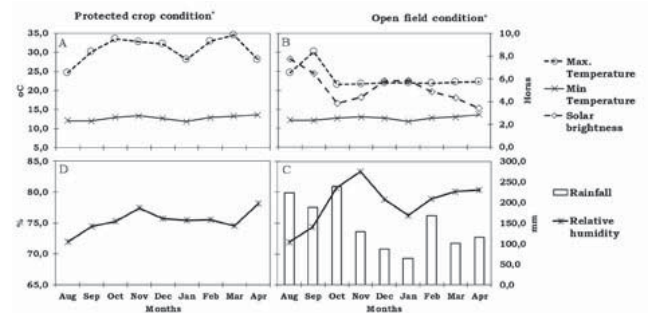 Protected crop condition*
Open field condition*
A
B
35,0
30,0
25,0
20,0
15,0
10,0
5,0
oC
10,0
8,0
6,0
4,0
2,0
0,0
Horas
Max.
Temperature
Min
Temperature
Solar
brightness
D
C
85,0
80,0
75,0
70,0
65,0
%
300,0
250,0
200,0
150,0
100,0
50,0
0,0
mm
Rainfall
Relative
humidity
Aug Sep Oct Nov Dec Jan Feb Mar Apr
Aug Sep Oct Nov Dec Jan Feb Mar Apr
Months
Months